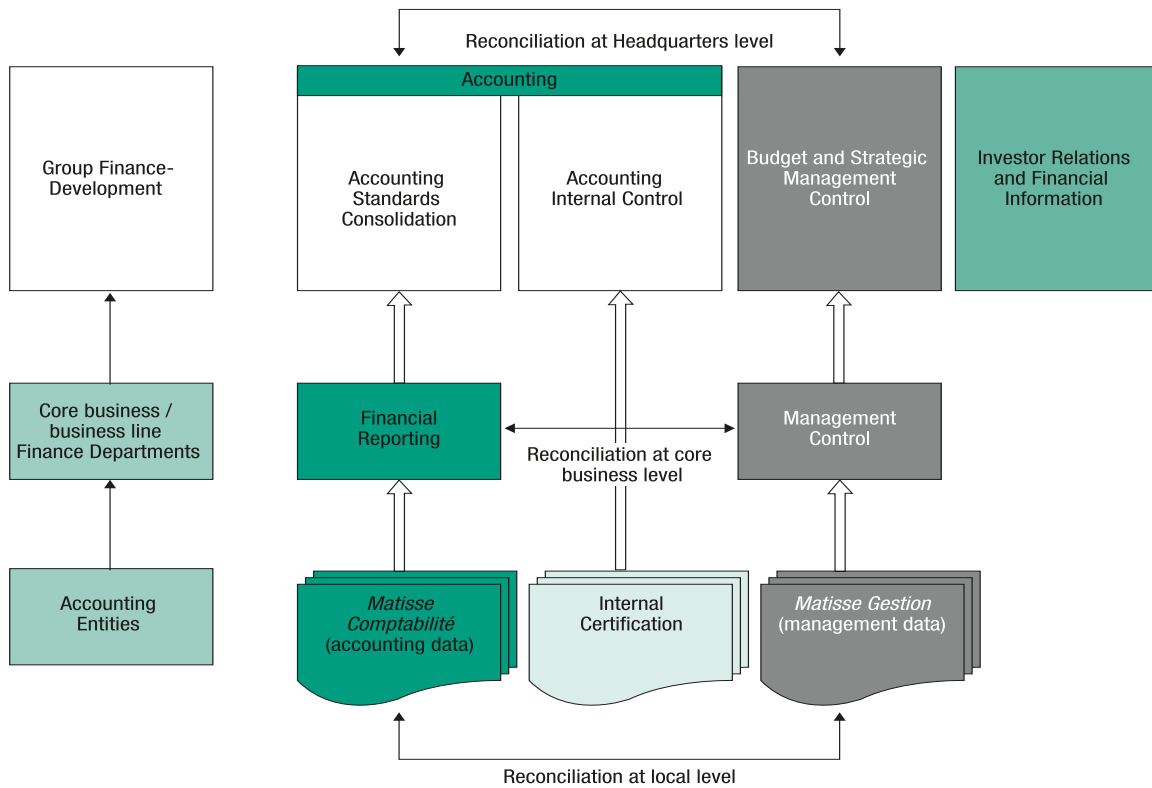 Reconciliation at Headquarters level
Accounting
Group Finance-
Development
Accounting
Standards
Consolidation
Accounting
Internal Control
Budget and Strategic
Management
Control
Investor Relations
and Financial
Information
Core business /
business line
Finance Departments
Financial
Reporting
Reconciliation at core
business level
Management
Control
Accounting
Entities
Matisse
Comptabilité
(accounting data)
Internal
Certification
Matisse Gestion
(management data)
Reconciliation at local level